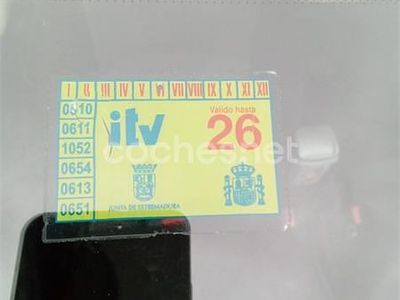 I II III IV V VI VII VIII IX X XI XII
0810
0611
1052
0654
0613
0651
itv
Valido hasta
26
coches.net
JUNTA DE EXTREMADURA